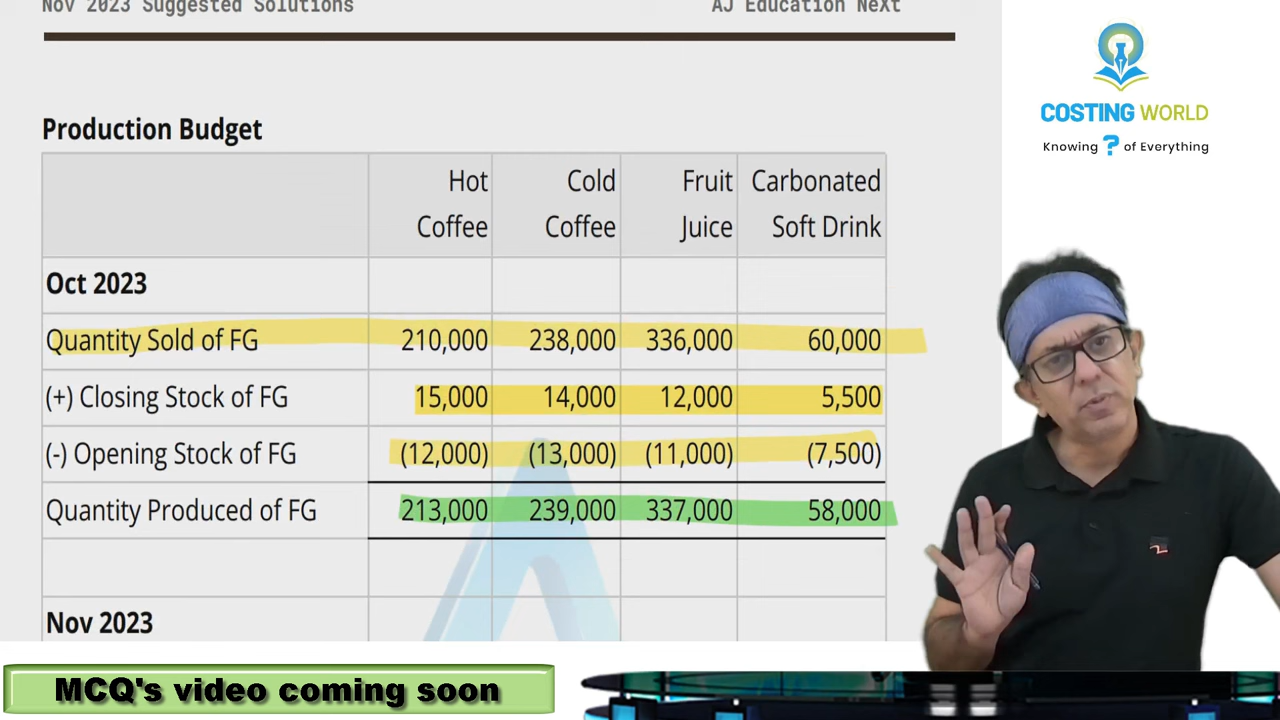 Nov 2023 Suggested Solutions AJ Education NeXt
COSTING WORLD
Knowing ? of Everything
Production Budget
Hot Coffee Cold Coffee Fruit Juice Carbonated Soft Drink
Oct 2023
Quantity Sold of FG 210,000 238,000 336,000 60,000
(+) Closing Stock of FG 15,000 14,000 12,000 5,500
(-) Opening Stock of FG (12,000) (13,000) (11,000) (7,500)
Quantity Produced of FG 213,000 239,000 337,000 58,000
Nov 2023
MCQ's video coming soon